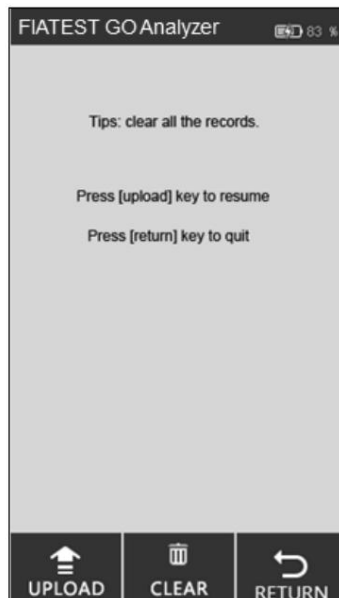 FIATEST GO Analyzer 83 %
Tips: clear all the records.
Press [upload] key to resume
Press [return] key to quit
UPLOAD CLEAR RETURN